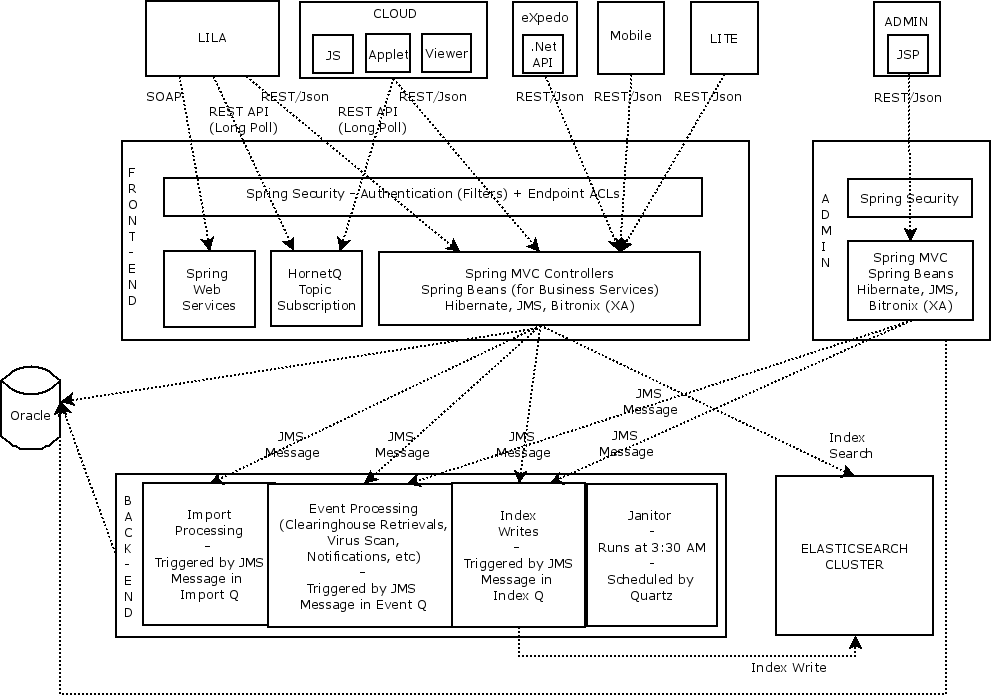 LILA
CLOUD
JS
Applet
Viewer
eXpedo
.Net
API
Mobile
LITE
ADMIN
JSP
SOAP
REST API
(Long Poll)
REST/Json
REST API
(Long Poll)
REST/Json
REST/Json
REST/Json
REST/Json
REST/Json
FRONT-END
Spring Security - Authentication (Filters) + Endpoint ACLs
Spring
Web
Services
HornetQ
Topic
Subscription
Spring MVC Controllers
Spring Beans (for Business Services)
Hibernate, JMS, Bitronix (XA)
ADMIN
Spring Security
Spring MVC
Spring Beans
Hibernate, JMS,
Bitronix (XA)
Oracle
JMS
Message
JMS
Message
JMS
Message
JMS
Message
JMS
Message
Index
Search
BACK-END
Import
Processing
-
Triggered by JMS
Message in
Import Q
Event Processing
(Clearinghouse Retrievals,
Virus Scan,
Notifications, etc)
-
Triggered by JMS
Message in Event Q
Index
Writes
-
Triggered by JMS
Message in
Index Q
Janitor
-
Runs at 3:30 AM
-
Scheduled by
Quartz
ELASTICSEARCH
CLUSTER
Index Write